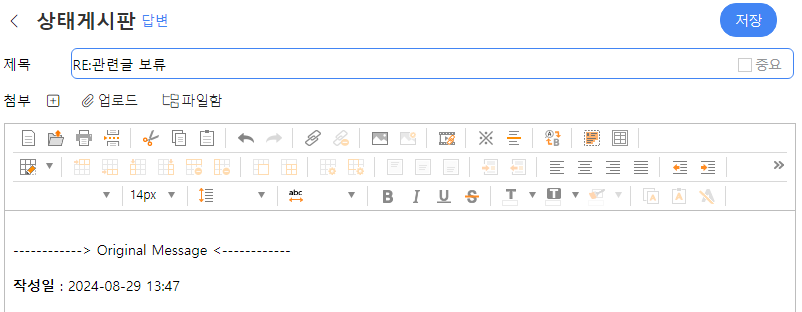 상태게시판 답변
저장
제목 RE:관련글 보류 중요
첨부 업로드 파일함
14px abc B I U S T T
------------> Original Message <------------
작성일 : 2024-08-29 13:47